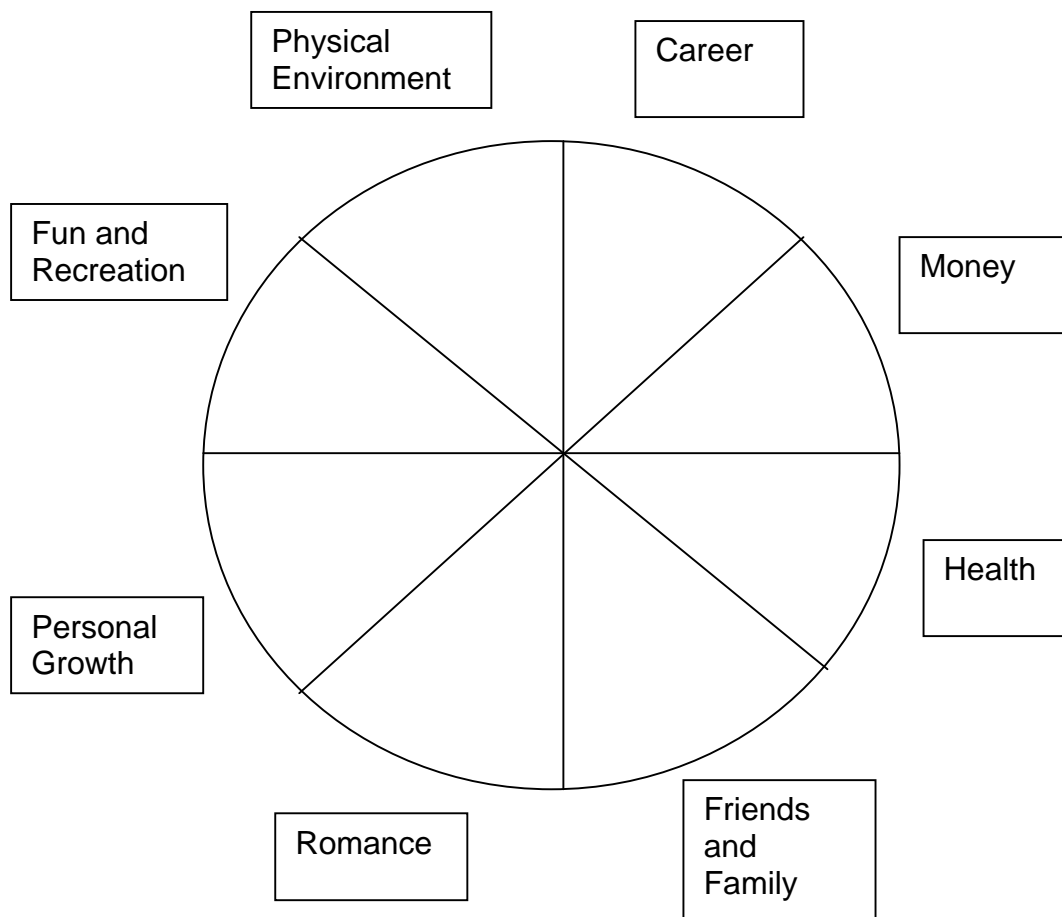 Physical
Environment
Career
Fun and
Recreation
Money
Health
Personal
Growth
Romance
Friends
and
Family